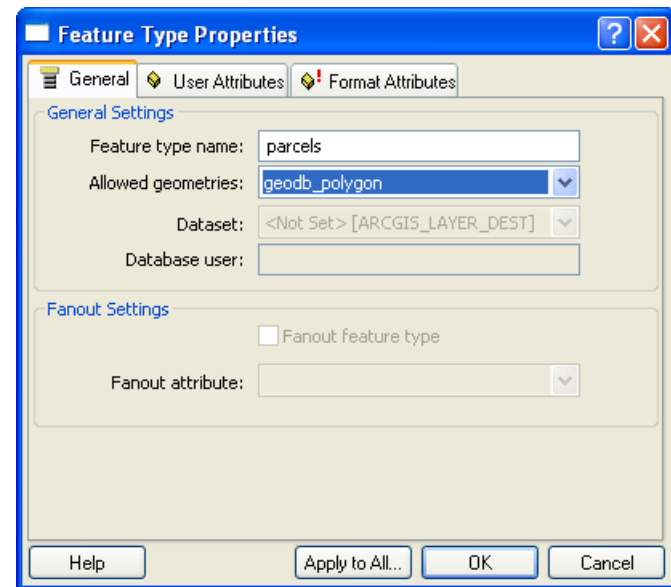 Feature Type Properties
General User Attributes Format Attributes
General Settings
Feature type name: parcels
Allowed geometries: geodb_polygon
Dataset: <Not Set> [ARCGIS_LAYER_DEST]
Database user:
Fanout Settings
Fanout feature type
Fanout attribute:
Help Apply to All... OK Cancel